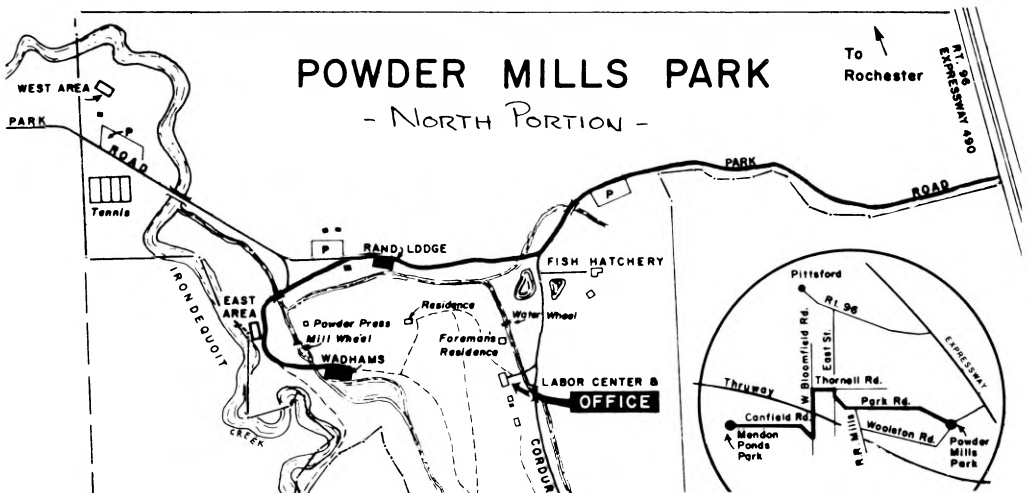 POWDER MILLS PARK
- NORTH PORTION -
To
Rochester
RT. 96
EXPRESSWAY 490
WEST AREA
PARK
P
ROAD
Tennis
IRONDEQUOIT
CREEK
P
RAND LODGE
EAST
AREA
Powder Press
Mill Wheel
WADHAMS
Residence
Foreman's
Residence
Water Wheel
FISH HATCHERY
P
PARK
ROAD
LABOR CENTER &
OFFICE
CORDUR
Pittsford
Rt. 96
EXPRESSWAY
W Bloomfield Rd.
East St.
Thruway
Thornell Rd.
Park Rd.
Canfield Rd.
Woolston Rd.
R.R. Mills
Mendon
Ponds
Park
Powder
Mills
Park